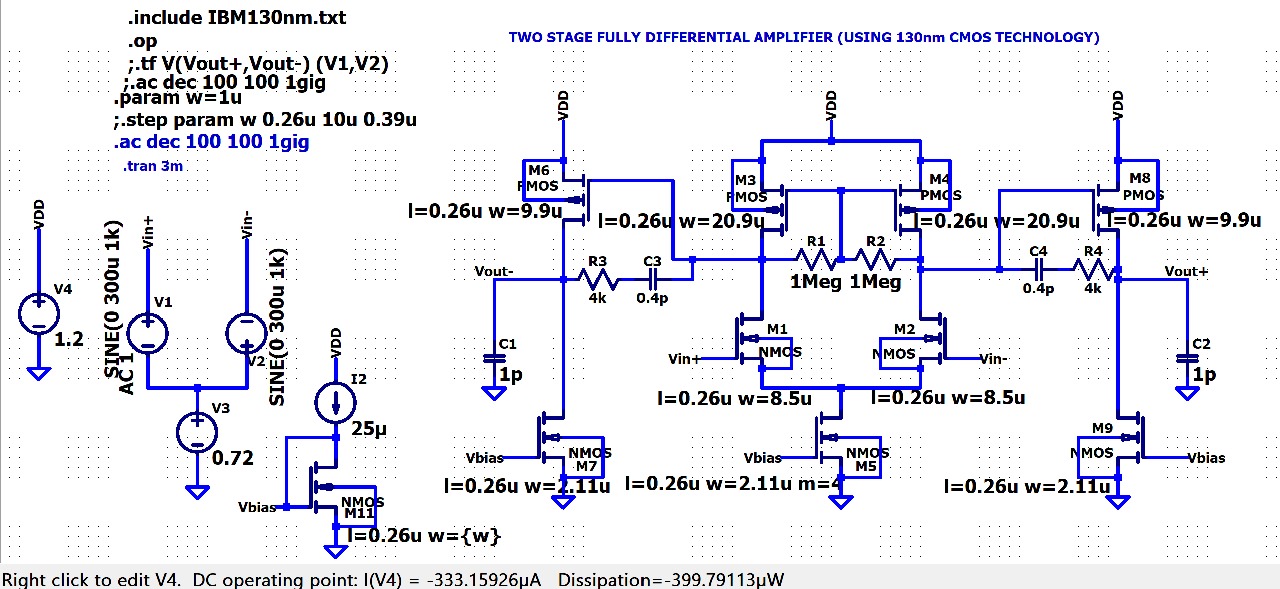 .include IBM130nm.txt
.op
;.tf V(Vout+,Vout-) (V1,V2)
;.ac dec 100 100 1gig
.param w=1u
;.step param w 0.26u 10u 0.39u
.ac dec 100 100 1gig
.tran 3m
TWO STAGE FULLY DIFFERENTIAL AMPLIFIER (USING 130nm CMOS TECHNOLOGY)
VDD
VDD
VDD
M6
PMOS
l=0.26u w=9.9u
M3
PMOS
l=0.26u w=20.9u
M4
PMOS
l=0.26u w=20.9u
M8
PMOS
l=0.26u w=9.9u
VDD
V4
1.2
Vin+
V1
SINE(0 300u 1k)
AC 1
Vin-
V2
SINE(0 300u 1k)
V3
0.72
VDD
I2
25µ
Vbias
NMOS
M11
l=0.26u w={w}
Vout-
R3
4k
C3
0.4p
R1
1Meg
R2
1Meg
C4
0.4p
R4
4k
Vout+
C1
1p
Vin+
M1
NMOS
l=0.26u w=8.5u
M2
NMOS
Vin-
l=0.26u w=8.5u
C2
1p
Vbias
NMOS
M7
l=0.26u w=2.11u
Vbias
NMOS
M5
l=0.26u w=2.11u m=4
M9
NMOS
Vbias
l=0.26u w=2.11u
Right click to edit V4. DC operating point: I(V4) = -333.15926µA Dissipation=-399.79113µW